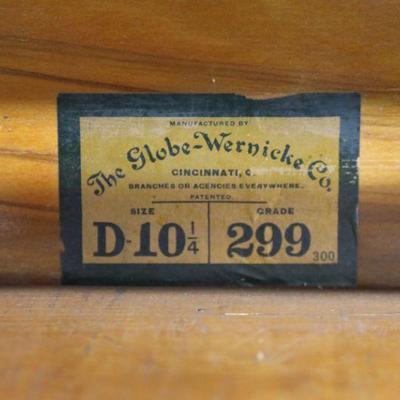 MANUFACTURED BY
The Globe-Wernicke Co.
CINCINNATI, O.
BRANCHES OR AGENCIES EVERYWHERE.
PATENTED.
SIZE GRADE
D-10 1/4 299 300